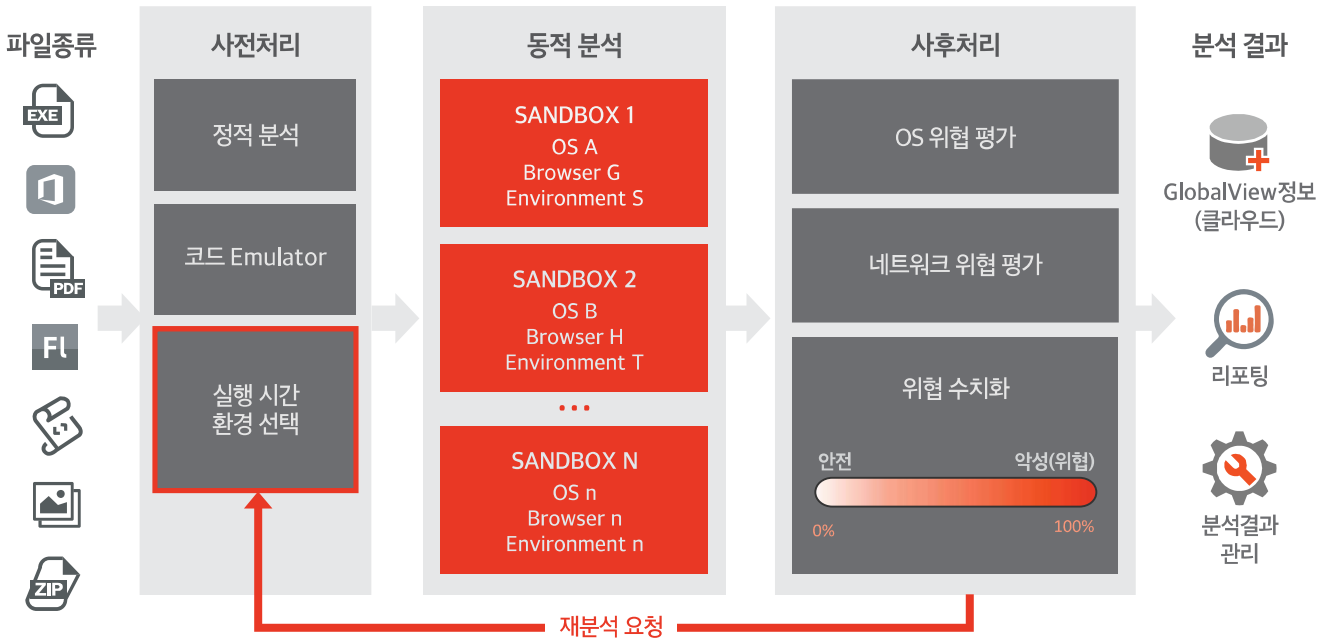 파일종류
EXE
PDF
Fl
ZIP
사전처리
정적 분석
코드 Emulator
실행 시간
환경 선택
동적 분석
SANDBOX 1
OS A
Browser G
Environment S
SANDBOX 2
OS B
Browser H
Environment T
...
SANDBOX N
OS n
Browser n
Environment n
사후처리
OS 위협 평가
네트워크 위협 평가
위협 수치화
안전 악성(위협)
0% 100%
분석 결과
GlobalView정보
(클라우드)
리포팅
분석결과
관리
재분석 요청